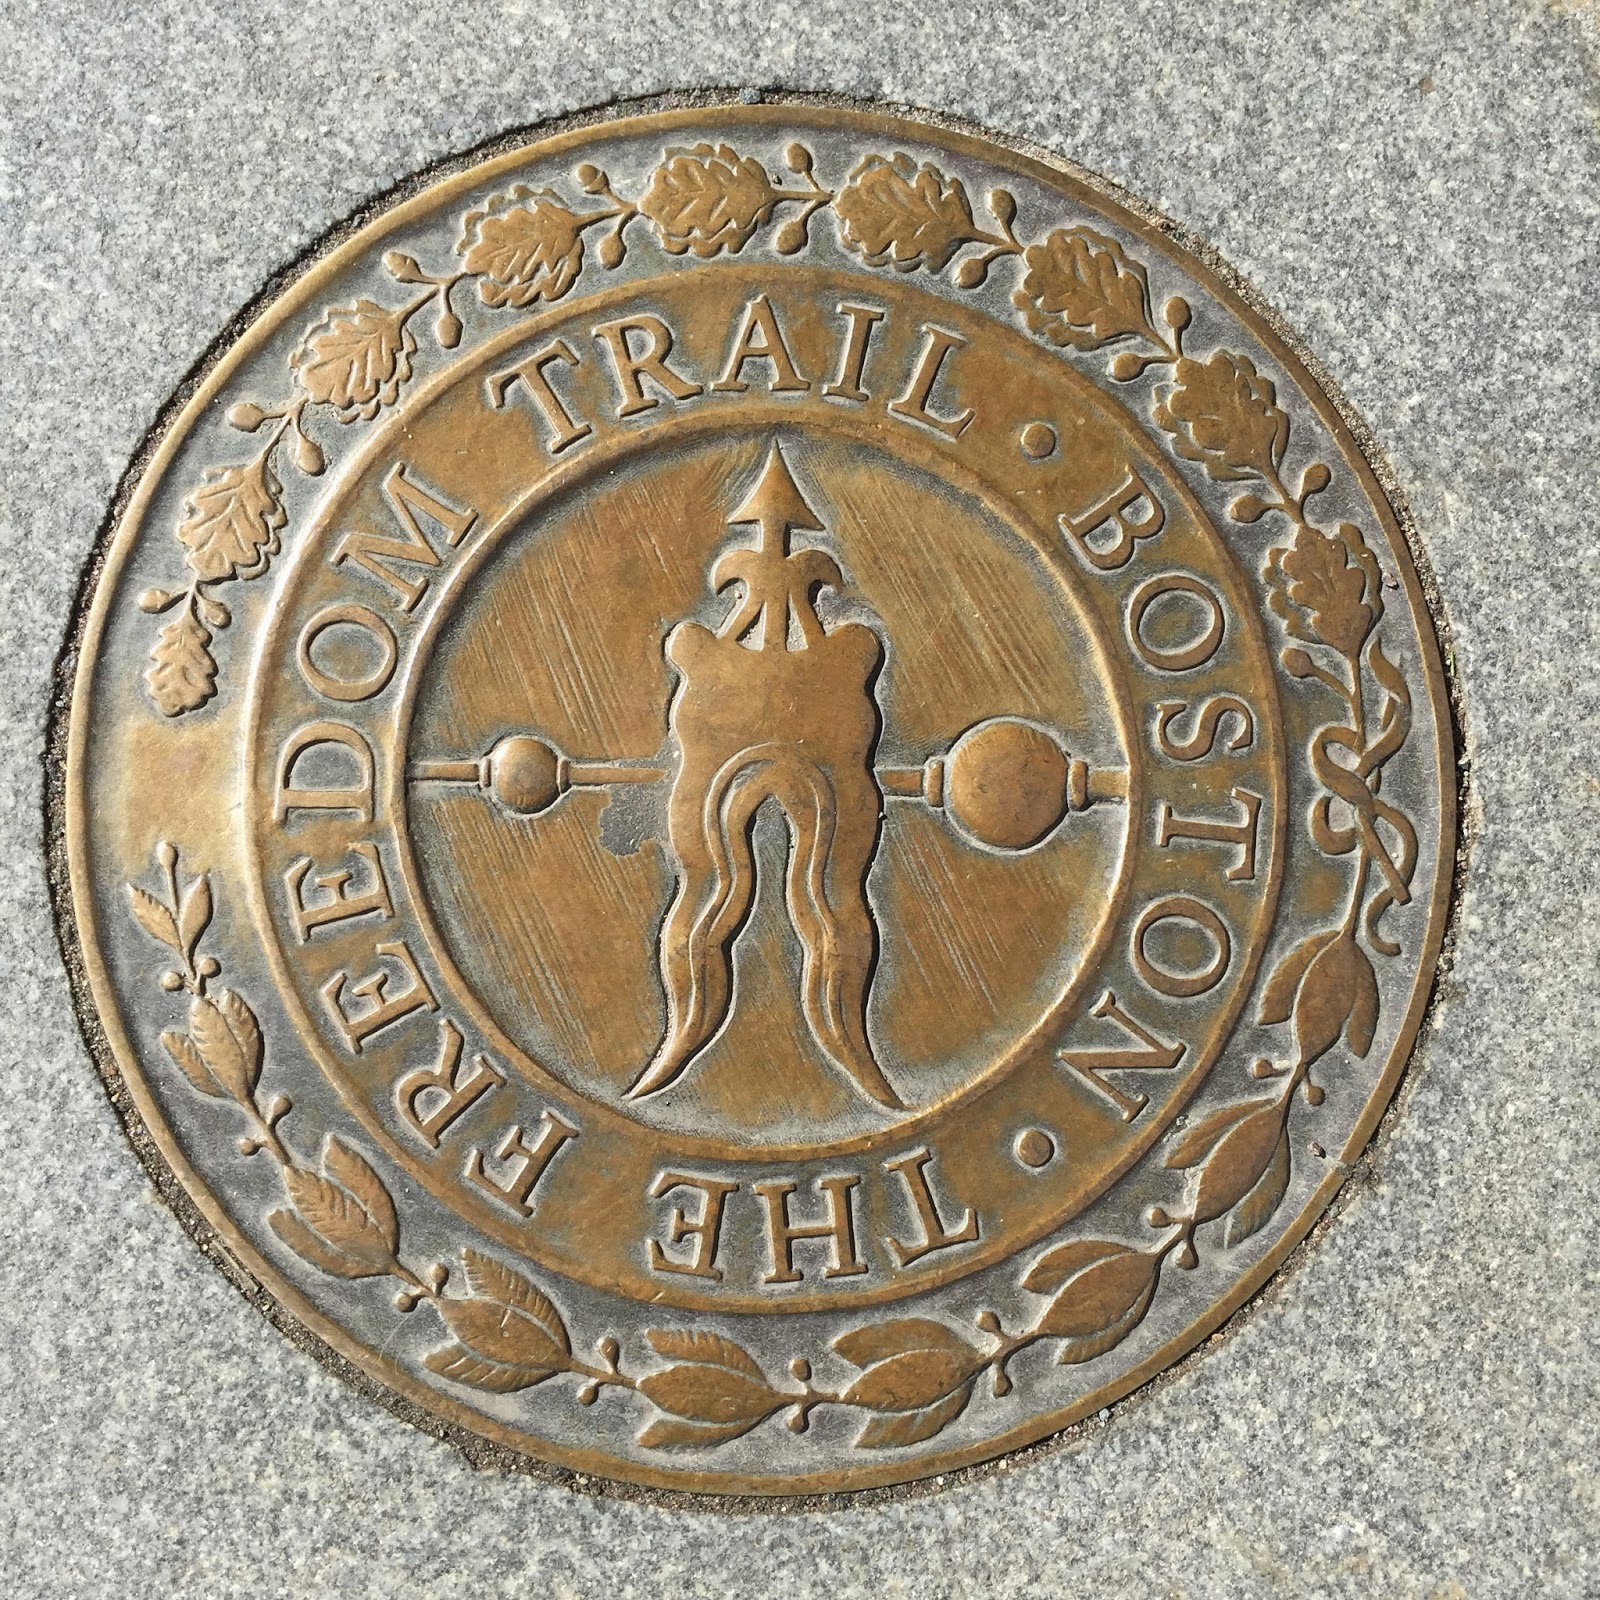 THE FREEDOM TRAIL · BOSTON ·